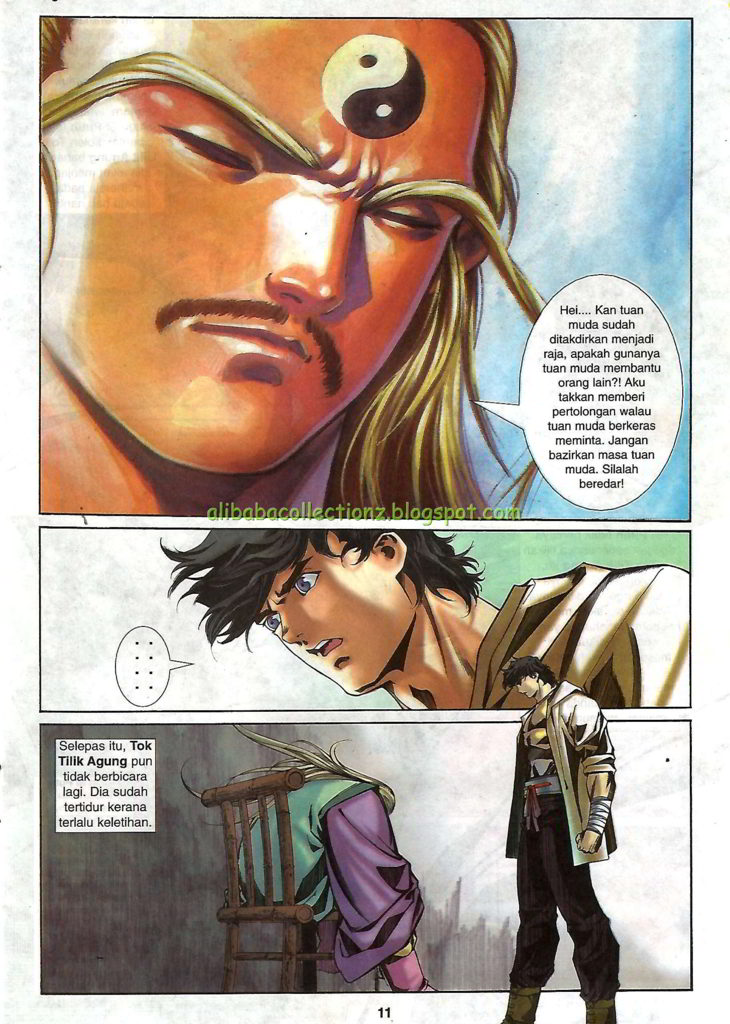 Hei.... Kan tuan
muda sudah
ditakdirkan menjadi
raja, apakah gunanya
tuan muda membantu
orang lain?! Aku
takkan memberi
pertolongan walau
tuan muda berkeras
meminta. Jangan
bazirkan masa tuan
muda. Silalah
beredar!
alibabacollectionz.blogspot.com
. .
. .
. .
. .
Selepas itu, Tok
Tilik Agung pun
tidak berbicara
lagi. Dia sudah
tertidur kerana
terlalu keletihan.
11